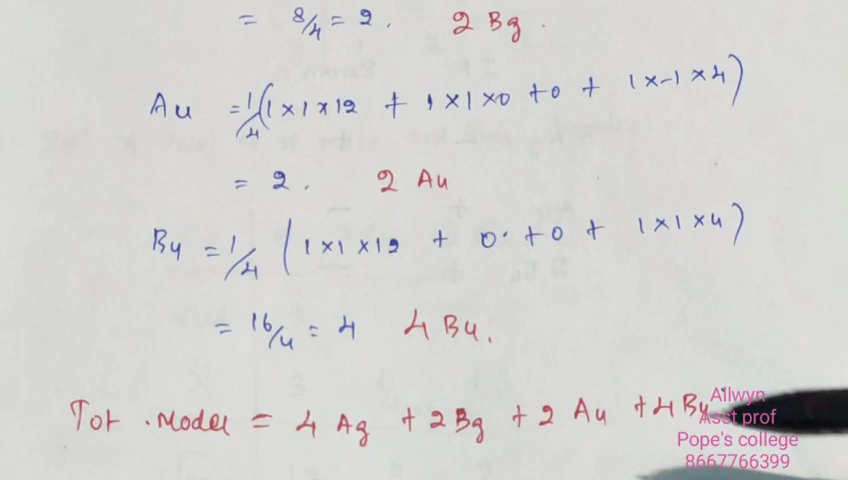 = 8/4 = 2 . 2 Bg .
Au = 1/4 (1 x 1 x 12 + 1 x 1 x 0 + 0 + 1 x -1 x 4)
= 2 . 2 Au
Bu = 1/4 (1 x 1 x 12 + 0 . + 0 + 1 x 1 x 4)
= 16/4 = 4 4 Bu .
Tot . modes = 4 Ag + 2 Bg + 2 Au + 4 Bu
Allwyn
Asst prof
Pope's college
8667766399